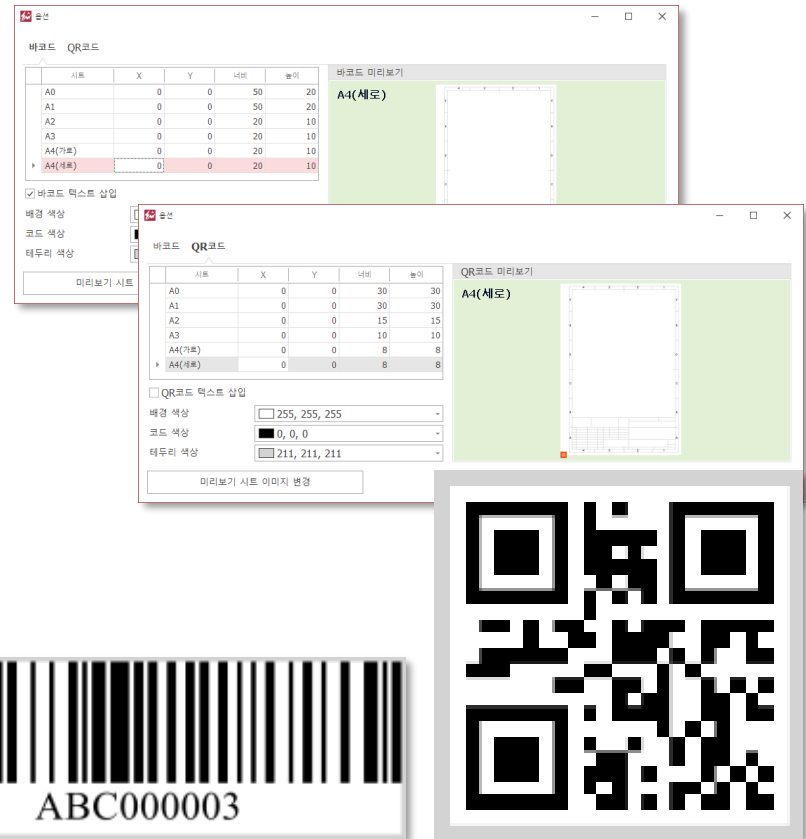 옵션
바코드 QR코드
시트 X Y 너비 높이
A0 0 0 50 20
A1 0 0 50 20
A2 0 0 20 10
A3 0 0 20 10
A4(가로) 0 0 20 10
A4(세로) 0 0 20 10
바코드 미리보기
A4(세로)
바코드 텍스트 삽입
배경 색상
코드 색상
테두리 색상
미리보기 시트
옵션
바코드 QR코드
시트 X Y 너비 높이
A0 0 0 30 30
A1 0 0 30 30
A2 0 0 15 15
A3 0 0 10 10
A4(가로) 0 0 8 8
A4(세로) 0 0 8 8
QR코드 미리보기
A4(세로)
QR코드 텍스트 삽입
배경 색상 255, 255, 255
코드 색상 0, 0, 0
테두리 색상 211, 211, 211
미리보기 시트 이미지 변경
ABC000003